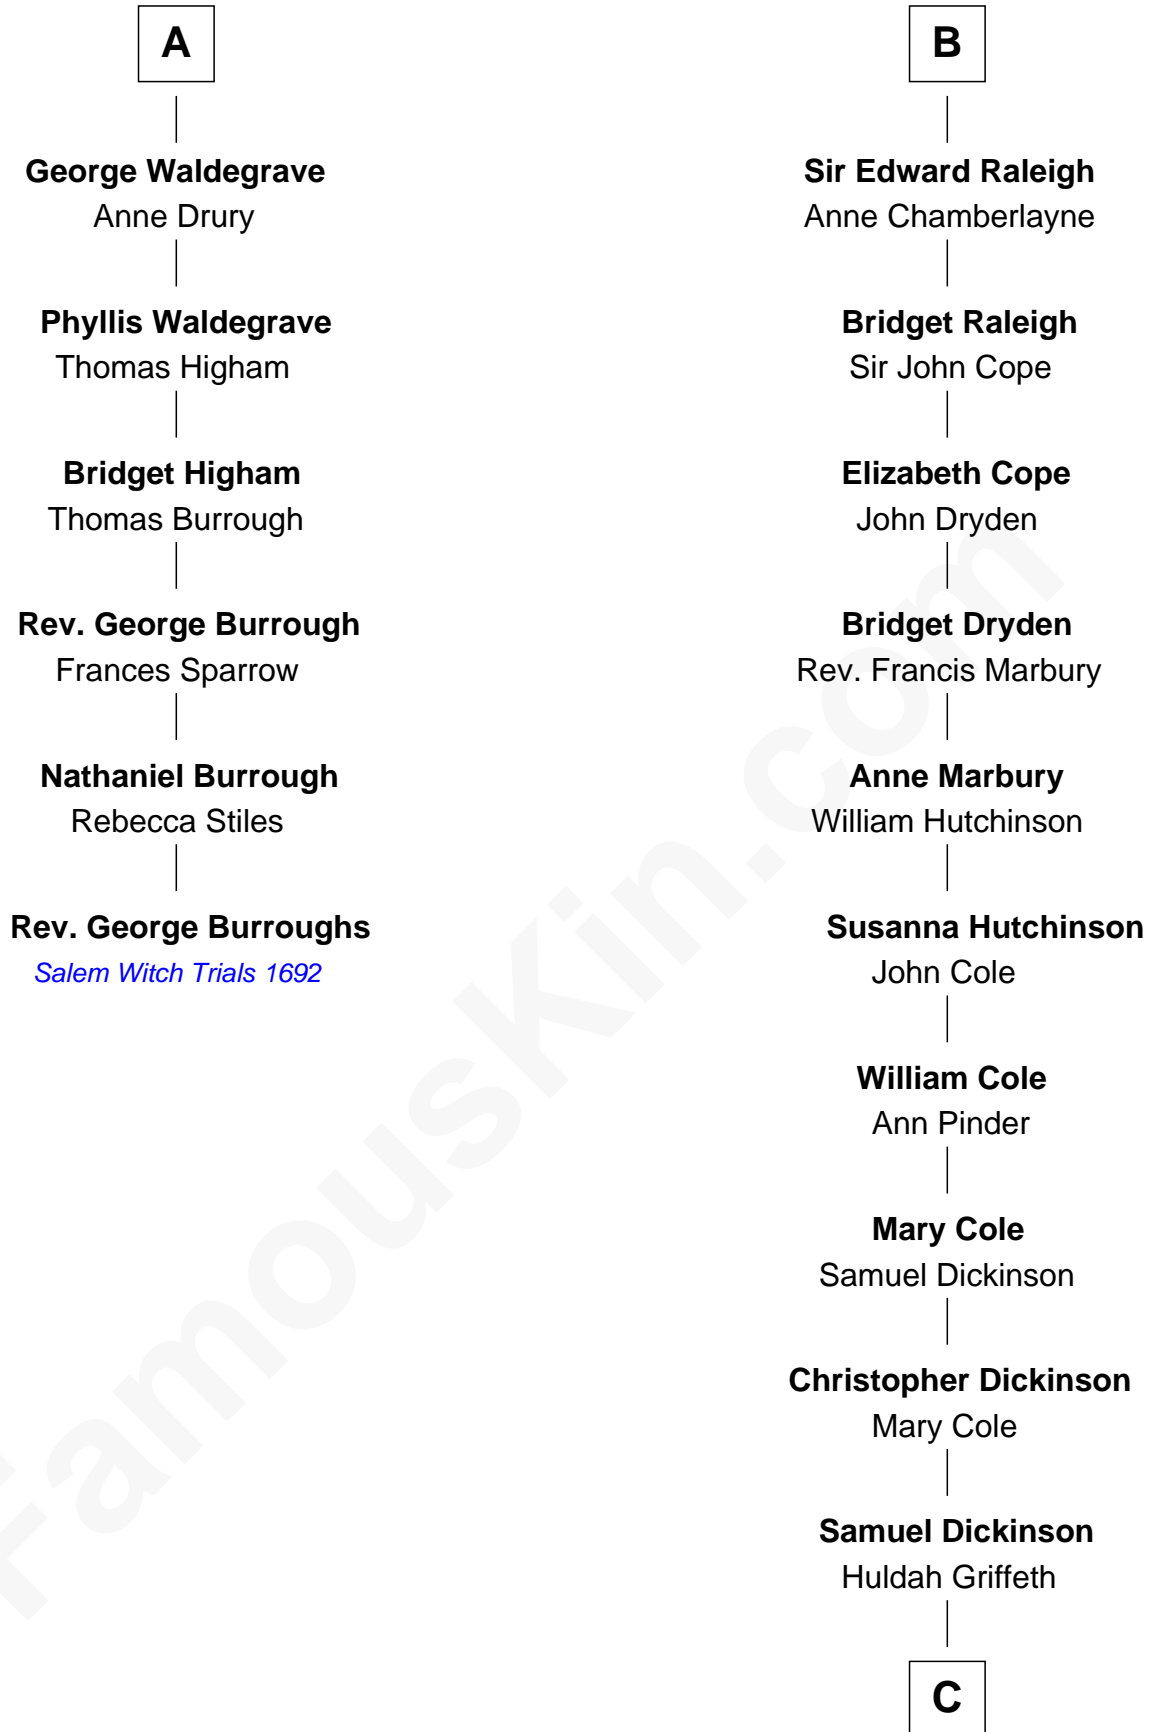 A
George Waldegrave
Anne Drury
Phyllis Waldegrave
Thomas Higham
Bridget Higham
Thomas Burrough
Rev. George Burrough
Frances Sparrow
Nathaniel Burrough
Rebecca Stiles
Rev. George Burroughs
Salem Witch Trials 1692
B
Sir Edward Raleigh
Anne Chamberlayne
Bridget Raleigh
Sir John Cope
Elizabeth Cope
John Dryden
Bridget Dryden
Rev. Francis Marbury
Anne Marbury
William Hutchinson
Susanna Hutchinson
John Cole
William Cole
Ann Pinder
Mary Cole
Samuel Dickinson
Christopher Dickinson
Mary Cole
Samuel Dickinson
Huldah Griffeth
C
FamousKin.com